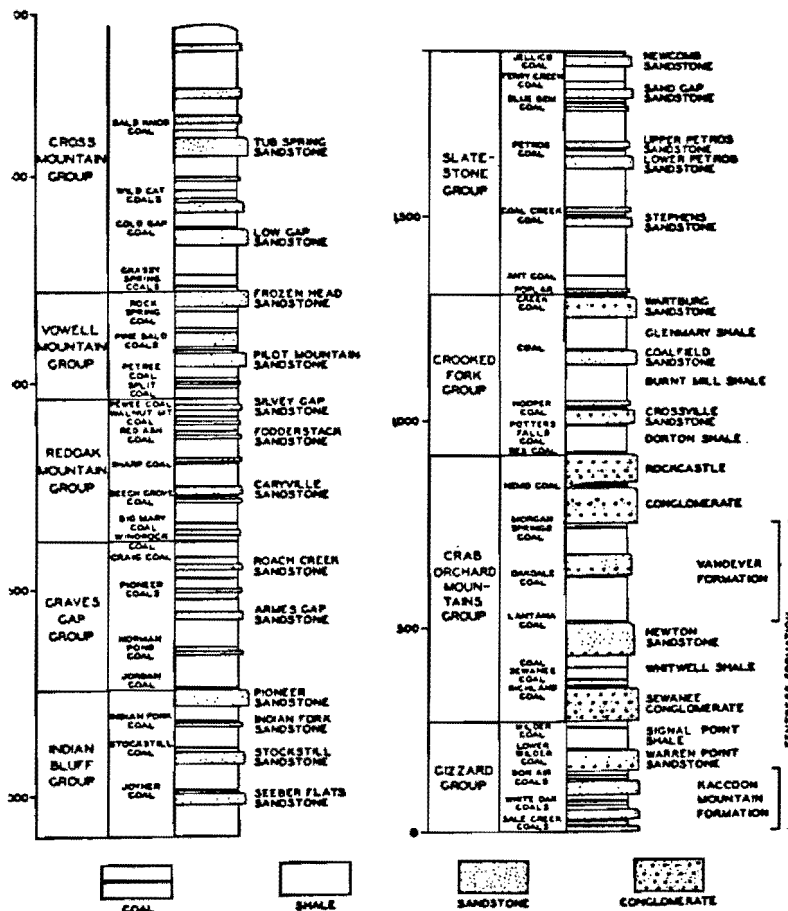 CROSS
MOUNTAIN
GROUP
VOWELL
MOUNTAIN
GROUP
REDOAK
MOUNTAIN
GROUP
GRAVES
GAP
GROUP
INDIAN
BLUFF
GROUP
BALD KNOB
COAL
WILD CAT
COALS
COLD GAP
COAL
GRASSY
SPRING
COALS
ROCK
SPRING
COAL
PINE BALD
COALS
PETREE
COAL
SPLIT
COAL
PEWEE COAL
WALNUT MT
COAL
RED ASH
COAL
SHARP COAL
BEECH GROVE
COAL
BIG MARY
COAL
WINDROCK
COAL
CRAIG COAL
PIONEER
COALS
NORMAN
POND
COAL
JORDAN
COAL
INDIAN FORK
COAL
STOCKSTILL
COAL
JOYNER
COAL
TUB SPRING
SANDSTONE
LOW GAP
SANDSTONE
FROZEN HEAD
SANDSTONE
PILOT MOUNTAIN
SANDSTONE
SILVEY GAP
SANDSTONE
FODDERSTACK
SANDSTONE
CARYVILLE
SANDSTONE
ROACH CREEK
SANDSTONE
ARMES GAP
SANDSTONE
PIONEER
SANDSTONE
INDIAN FORK
SANDSTONE
STOCKSTILL
SANDSTONE
SEEBER FLATS
SANDSTONE
1,500
1,000
500
0
SLATE-
STONE
GROUP
CROOKED
FORK
GROUP
CRAB
ORCHARD
MOUN-
TAINS
GROUP
GIZZARD
GROUP
JELLICO
COAL
BLUE GEM
COAL
PETROS
COAL
COAL CREEK
COAL
ANT COAL
POPLAR
CREEK
COAL
COAL
HOOPER
COAL
POTTERS
FALLS
COAL
REX COAL
NEMO COAL
MORGAN
SPRINGS
COAL
OAKDALE
COAL
LANTANA
COAL
COAL
SEWANEE
COAL
RICHLAND
COAL
WILDER
COAL
LOWER
WILDER
COAL
BON AIR
COALS
WHITE OAK
COALS
SALE CREEK
COALS
NEWCOMB
SANDSTONE
SAND GAP
SANDSTONE
UPPER PETROS
SANDSTONE
LOWER PETROS
SANDSTONE
STEPHENS
SANDSTONE
WARTBURG
SANDSTONE
GLENMARY SHALE
COALFIELD
SANDSTONE
BURNT MILL SHALE
CROSSVILLE
SANDSTONE
DORTON SHALE
ROCKCASTLE
CONGLOMERATE
VANDEVER
FORMATION
NEWTON
SANDSTONE
WHITWELL SHALE
SEWANEE
CONGLOMERATE
SIGNAL POINT
SHALE
WARREN POINT
SANDSTONE
RACCOON
MOUNTAIN
FORMATION
COAL
SHALE
SANDSTONE
CONGLOMERATE